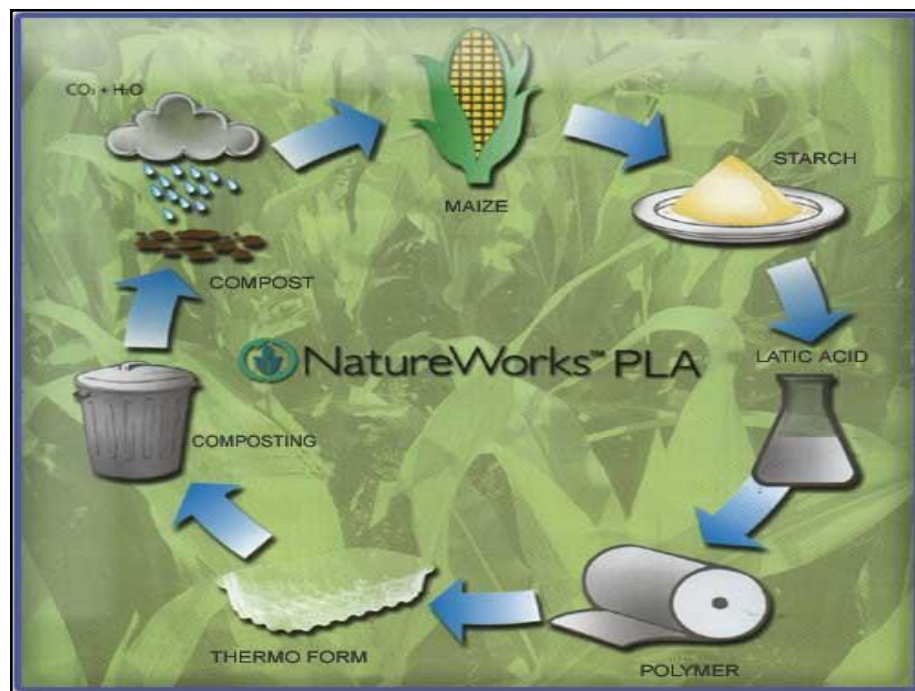 CO₂ + H₂O
MAIZE
STARCH
COMPOST
NatureWorks™ PLA
LATIC ACID
COMPOSTING
THERMO FORM
POLYMER